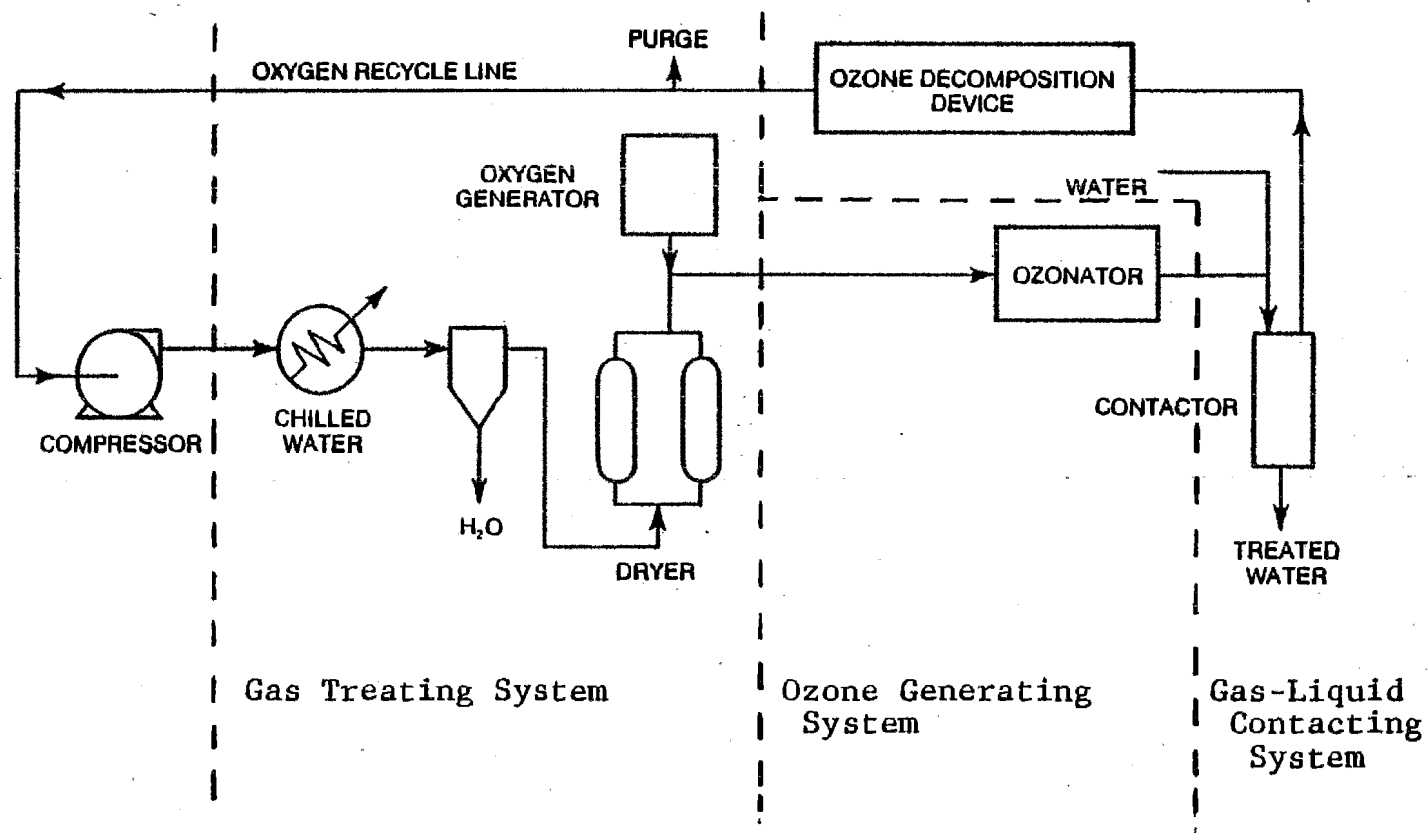 PURGE
OXYGEN RECYCLE LINE
OZONE DECOMPOSITION
DEVICE
OXYGEN
GENERATOR
WATER
OZONATOR
COMPRESSOR
CHILLED
WATER
H₂O
DRYER
CONTACTOR
TREATED
WATER
Gas Treating System
Ozone Generating
System
Gas-Liquid
Contacting
System